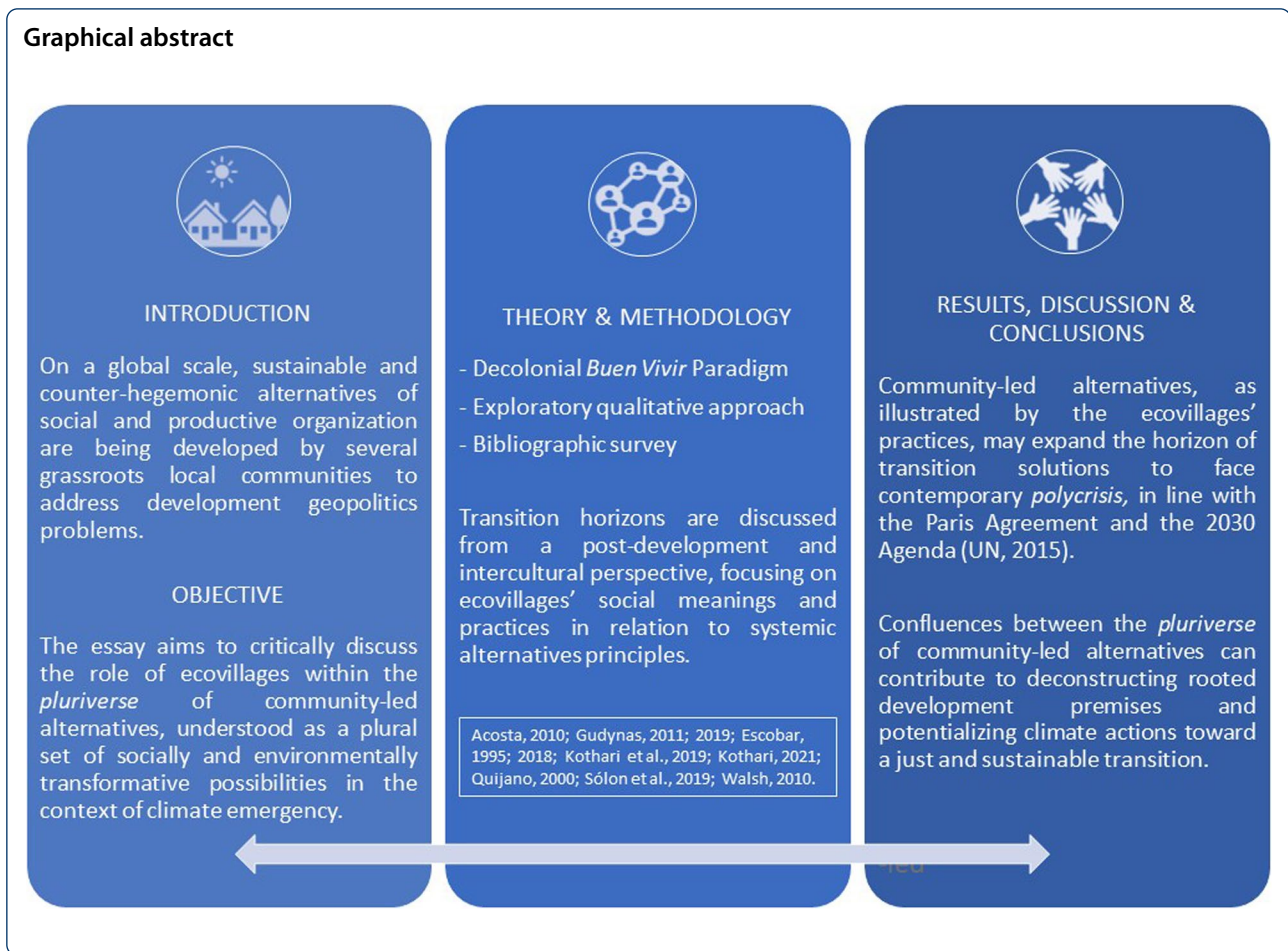 Graphical abstract
INTRODUCTION
On a global scale, sustainable and
counter-hegemonic alternatives of
social and productive organization
are being developed by several
grassroots local communities to
address development geopolitics
problems.
OBJECTIVE
The essay aims to critically discuss
the role of ecovillages within the
pluriverse of community-led
alternatives, understood as a plural
set of socially and environmentally
transformative possibilities in the
context of climate emergency.
THEORY & METHODOLOGY
- Decolonial Buen Vivir Paradigm
- Exploratory qualitative approach
- Bibliographic survey
Transition horizons are discussed
from a post-development and
intercultural perspective, focusing on
ecovillages' social meanings and
practices in relation to systemic
alternatives principles.
Acosta, 2010; Gudynas, 2011; 2019; Escobar,
1995; 2018; Kothari et al., 2019; Kothari, 2021;
Quijano, 2000; Sólon et al., 2019; Walsh, 2010.
RESULTS, DISCUSSION &
CONCLUSIONS
Community-led alternatives, as
illustrated by the ecovillages'
practices, may expand the horizon of
transition solutions to face
contemporary polycrisis, in line with
the Paris Agreement and the 2030
Agenda (UN, 2015).
Confluences between the pluriverse
of community-led alternatives can
contribute to deconstructing rooted
development premises and
potentializing climate actions toward
a just and sustainable transition.